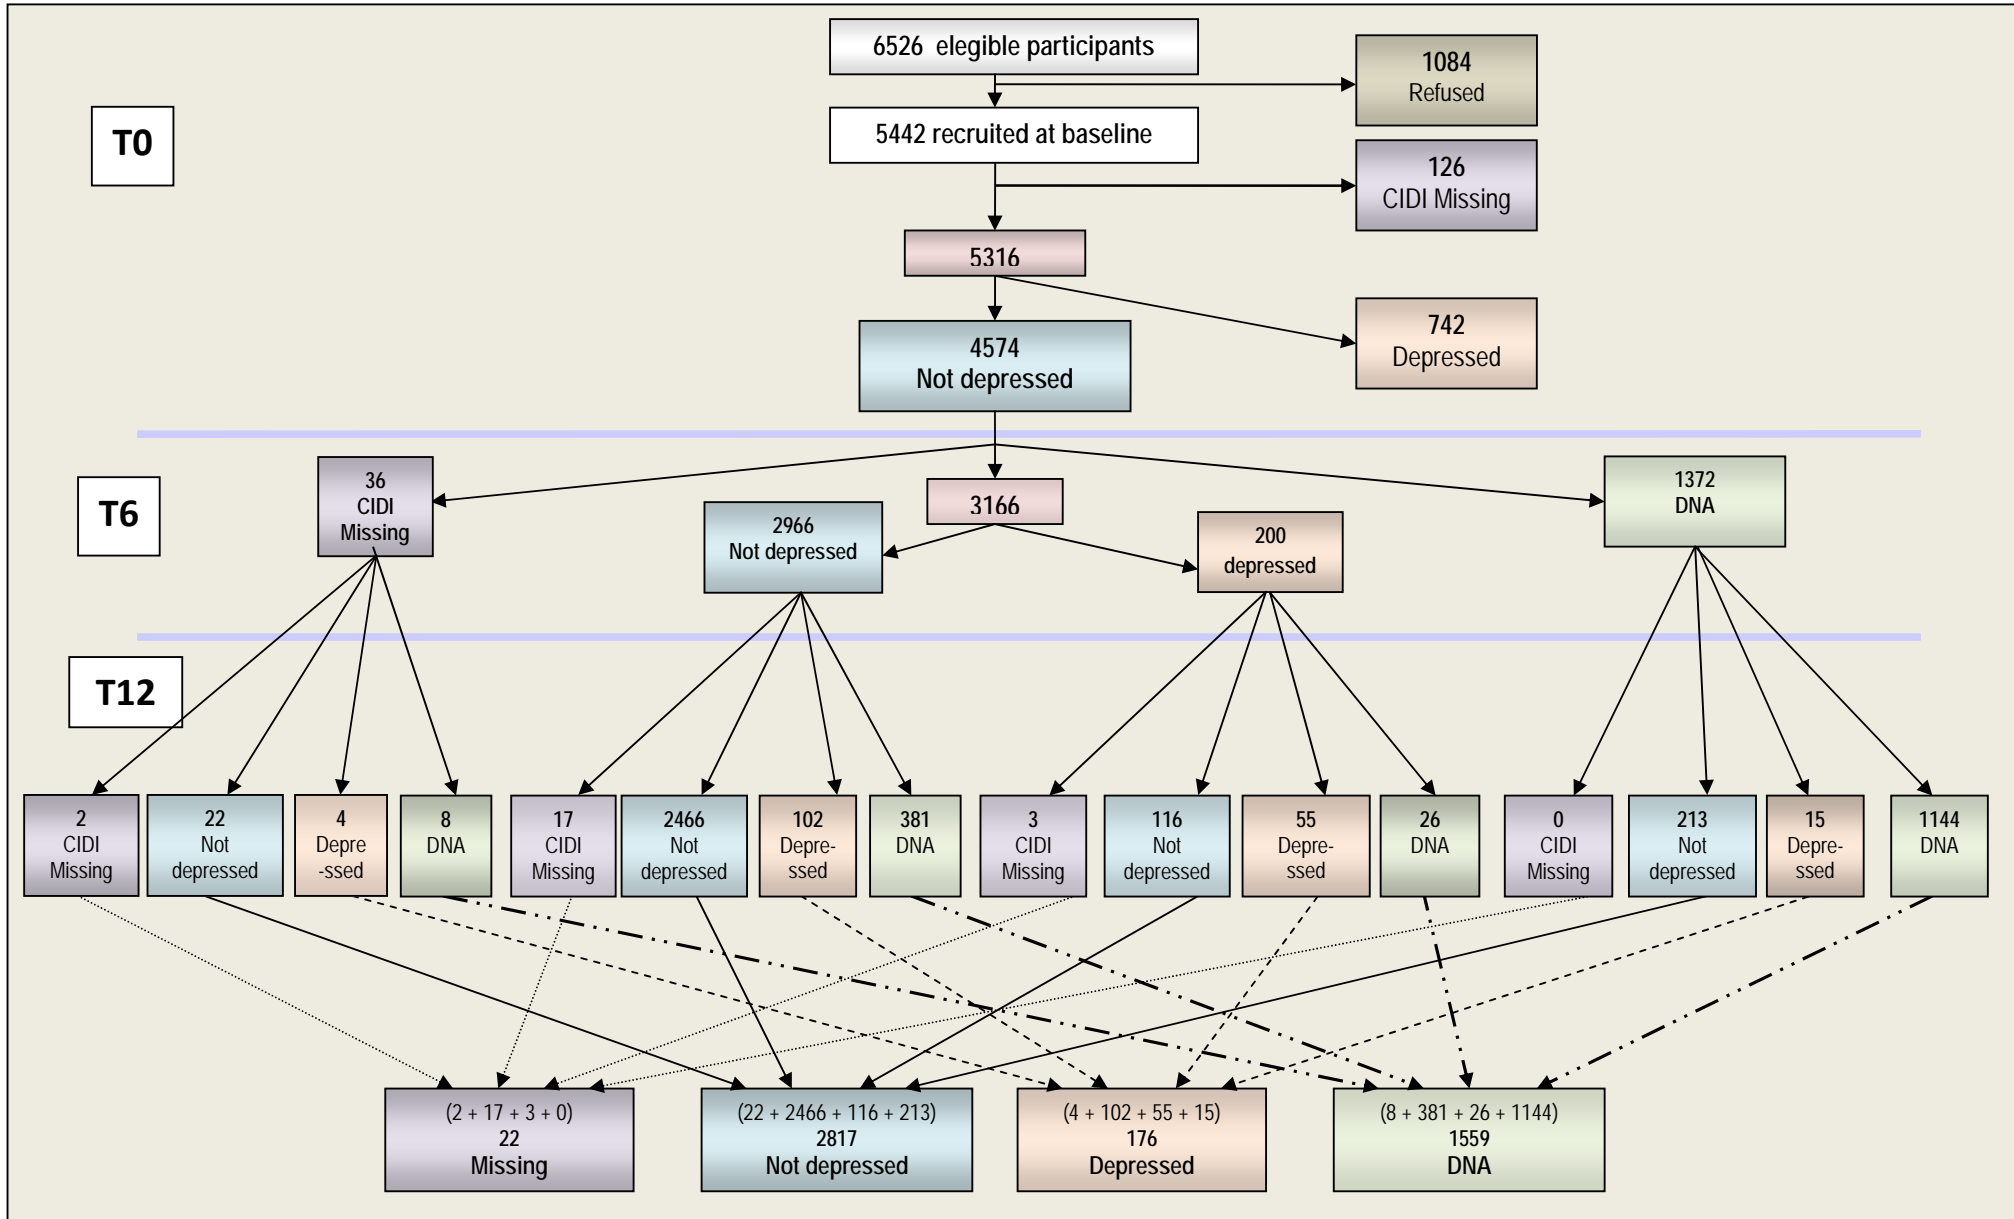 6526 elegible participants
1084
Refused
T0
5442 recruited at baseline
126
CIDI Missing
5316
742
Depressed
4574
Not depressed
T6
36
CIDI
Missing
3166
1372
DNA
2966
Not depressed
200
depressed
T12
2
CIDI
Missing
22
Not
depressed
4
Depre
-ssed
8
DNA
17
CIDI
Missing
2466
Not
depressed
102
Depre-
ssed
381
DNA
3
CIDI
Missing
116
Not
depressed
55
Depre-
ssed
26
DNA
0
CIDI
Missing
213
Not
depressed
15
Depre-
ssed
1144
DNA
(2 + 17 + 3 + 0)
22
Missing
(22 + 2466 + 116 + 213)
2817
Not depressed
(4 + 102 + 55 + 15)
176
Depressed
(8 + 381 + 26 + 1144)
1559
DNA